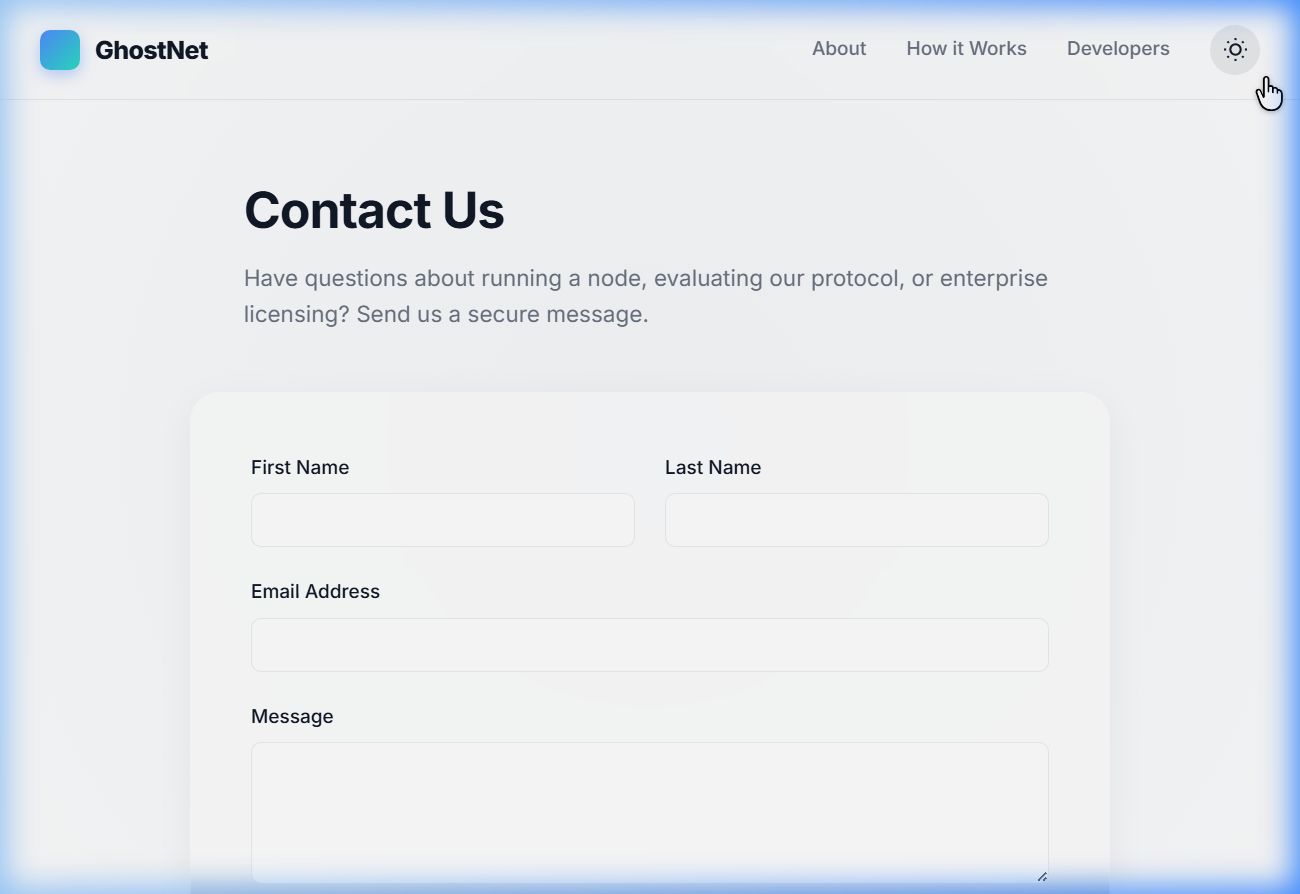 GhostNet
About
How it Works
Developers
Contact Us
Have questions about running a node, evaluating our protocol, or enterprise
licensing? Send us a secure message.
First Name
Last Name
Email Address
Message